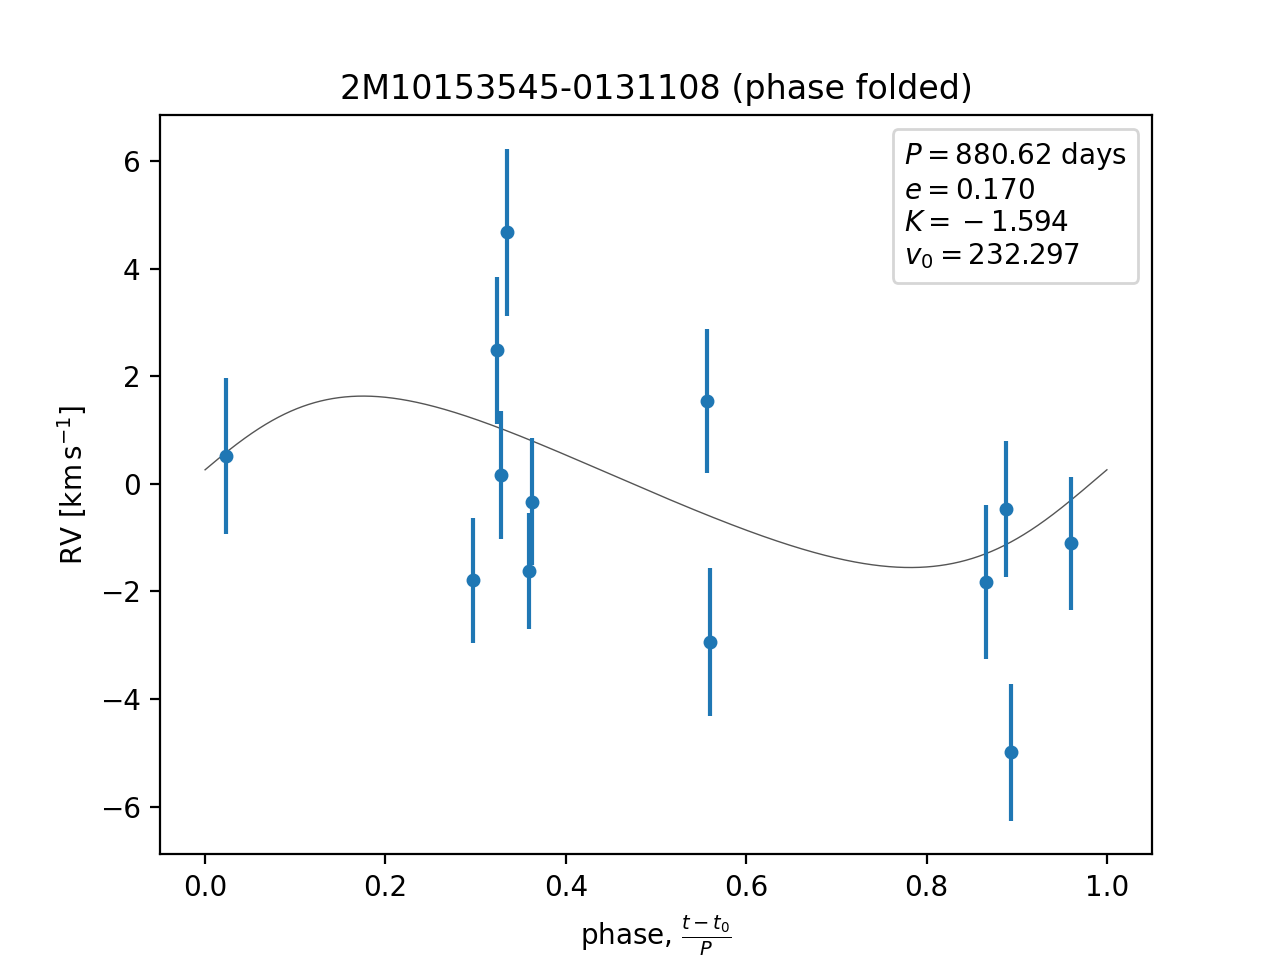 2M10153545-0131108 (phase folded)
P = 880.62 days
e = 0.170
K = −1.594
v₀ = 232.297
RV [km s⁻¹]
6
4
2
0
−2
−4
−6
0.0 0.2 0.4 0.6 0.8 1.0
phase, (t − t₀)/P